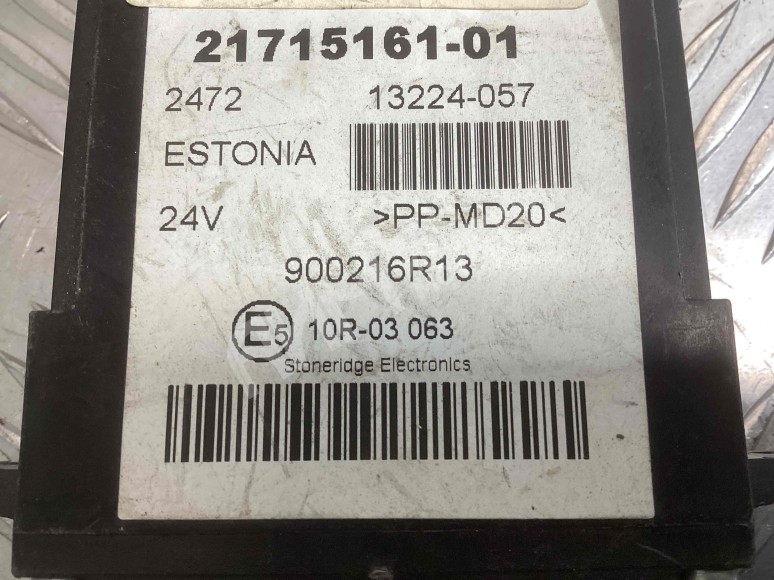 21715161-01
2472 13224-057
ESTONIA
24V >PP-MD20<
900216R13
E5 10R-03 063
Stoneridge Electronics